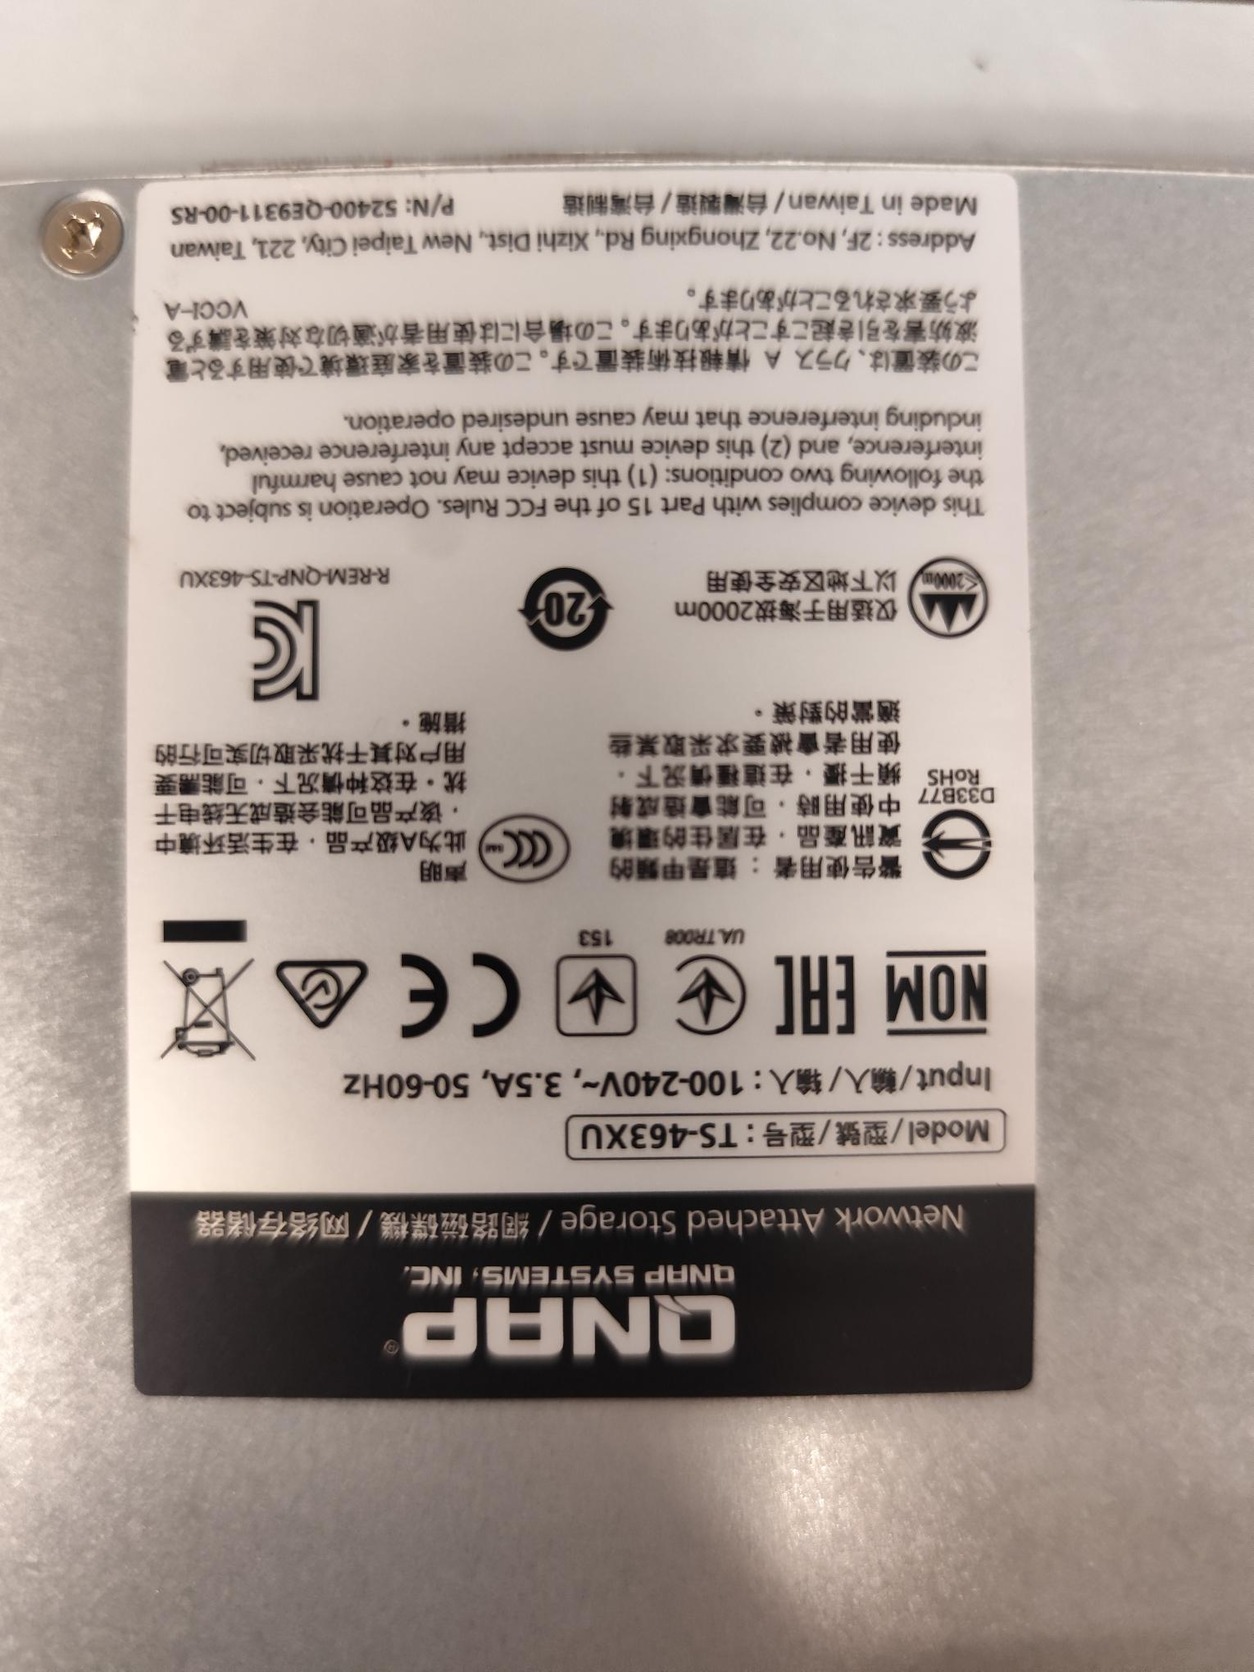 QNAP®
QNAP SYSTEMS, INC.
Network Attached Storage / 網路磁碟機 / 网络存储器
Model/型號/型号 : TS-463XU
Input/輸入/输入 : 100-240V~, 3.5A, 50-60Hz
NOM EAC UA.TR008 153 CE
警告使用者 : 這是甲類的
資訊產品，在居住的環境
中使用時，可能會造成射
頻干擾，在這種情況下，
使用者會被要求採取某些
適當的對策。
D33B77
RoHS
CCC
声明
此为A级产品，在生活环境中
，该产品可能会造成无线电干
扰。在这种情况下，可能需要
用户对其干扰采取切实可行的
措施。
≤2000m
仅适用于海拔2000m
以下地区安全使用
20
R-REM-QNP-TS-463XU
This device complies with Part 15 of the FCC Rules. Operation is subject to
the following two conditions: (1) this device may not cause harmful
interference, and (2) this device must accept any interference received,
including interference that may cause undesired operation.
この装置は、クラス A 情報技術装置です。この装置を家庭環境で使用すると電
波妨害を引き起こすことがあります。この場合には使用者が適切な対策を講ずる
よう要求されることがあります。 VCCI-A
Address : 2F, No.22, Zhongxing Rd., Xizhi Dist., New Taipei City, 221, Taiwan
Made in Taiwan / 台灣製造 / 台湾制造 P/N: 52400-QE9311-00-RS